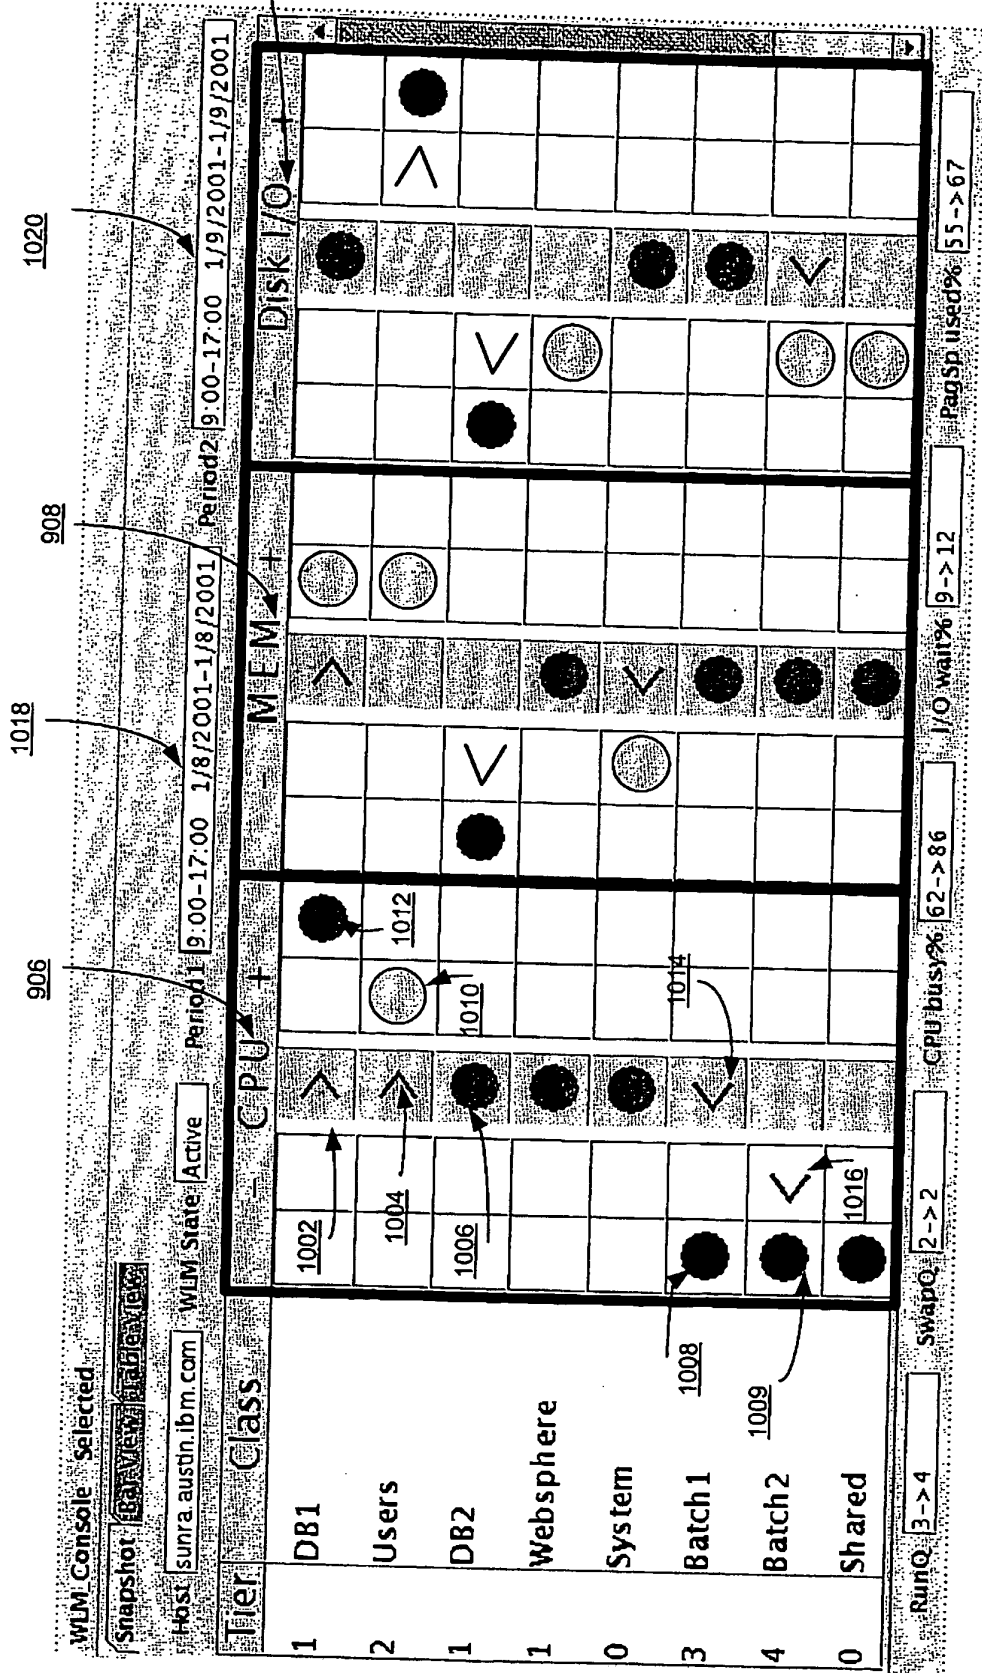 1018
908
1020
906
WLM_Console Selected
Snapshot Bar View Table View
Host sunra.austin.ibm.com WLM State Active Period1 9:00-17:00 1/8/2001-1/8/2001 Period2 9:00-17:00 1/9/2001-1/9/2001
Tier Class - CPU + - MEM + - Disk I/O +
1 DB1
2 Users
1 DB2
1 Websphere
0 System
3 Batch1
4 Batch2
0 Shared
1002
1004
1006
1008
1009
1010
1012
1014
1016
RunQ 3->4 SwapQ 2->2 CPU busy% 62->86 I/O wait% 9->12 PagSp used% 55->67